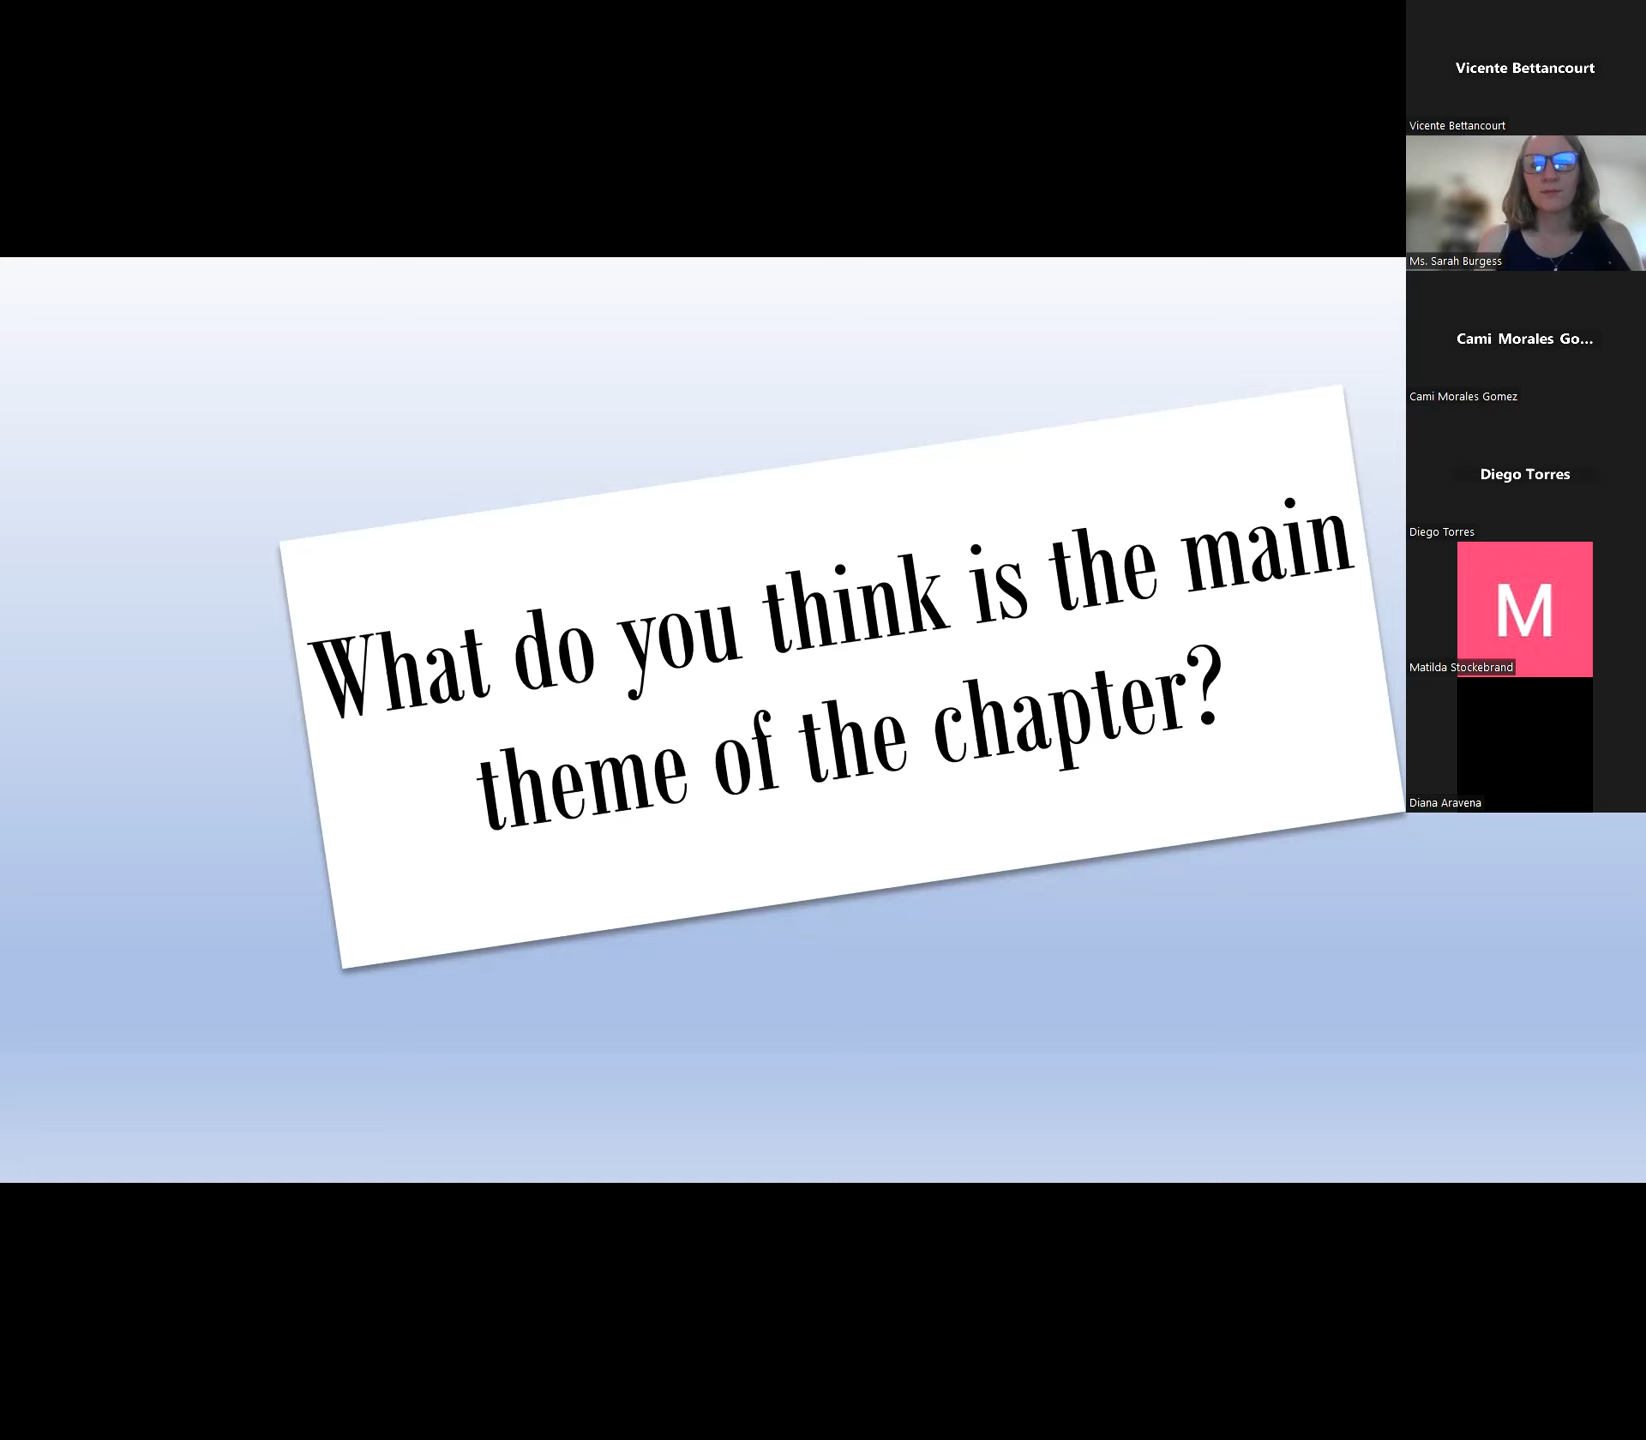 What do you think is the main
theme of the chapter?
Vicente Bettancourt
Vicente Bettancourt
Ms. Sarah Burgess
Cami Morales Go...
Cami Morales Gomez
Diego Torres
Diego Torres
M
Matilda Stockebrand
Diana Aravena